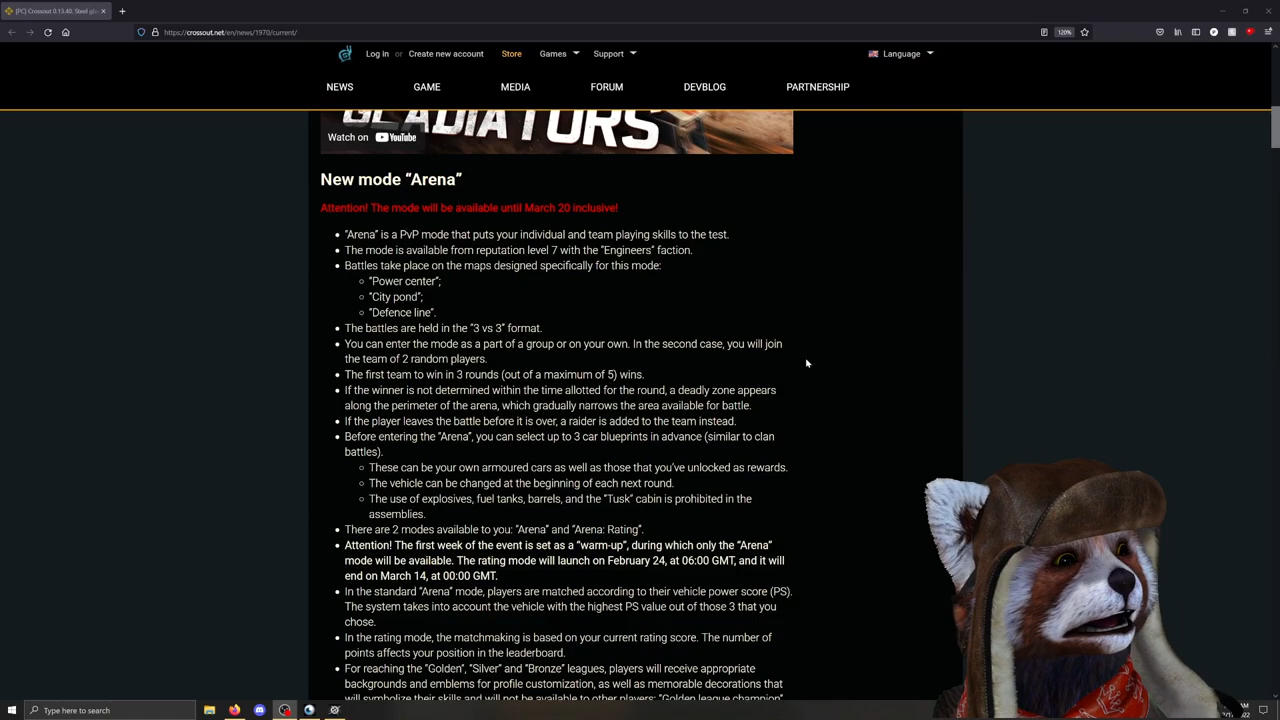 [PC] Crossout 0.13.40. Steel gla
https://crossout.net/en/news/1970/current/
120%
Log in or Create new account Store Games Support Language
NEWS GAME MEDIA FORUM DEVBLOG PARTNERSHIP
GLADIATORS
Watch on YouTube
New mode “Arena”
Attention! The mode will be available until March 20 inclusive!
“Arena” is a PvP mode that puts your individual and team playing skills to the test.
The mode is available from reputation level 7 with the “Engineers” faction.
Battles take place on the maps designed specifically for this mode:
“Power center”;
“City pond”;
“Defence line”.
The battles are held in the “3 vs 3” format.
You can enter the mode as a part of a group or on your own. In the second case, you will join
the team of 2 random players.
The first team to win in 3 rounds (out of a maximum of 5) wins.
If the winner is not determined within the time allotted for the round, a deadly zone appears
along the perimeter of the arena, which gradually narrows the area available for battle.
If the player leaves the battle before it is over, a raider is added to the team instead.
Before entering the “Arena”, you can select up to 3 car blueprints in advance (similar to clan
battles).
These can be your own armoured cars as well as those that you’ve unlocked as rewards.
The vehicle can be changed at the beginning of each next round.
The use of explosives, fuel tanks, barrels, and the “Tusk” cabin is prohibited in the
assemblies.
There are 2 modes available to you: “Arena” and “Arena: Rating”.
Attention! The first week of the event is set as a “warm-up”, during which only the “Arena”
mode will be available. The rating mode will launch on February 24, at 06:00 GMT, and it will
end on March 14, at 00:00 GMT.
In the standard “Arena” mode, players are matched according to their vehicle power score (PS).
The system takes into account the vehicle with the highest PS value out of those 3 that you
chose.
In the rating mode, the matchmaking is based on your current rating score. The number of
points affects your position in the leaderboard.
For reaching the “Golden”, “Silver” and “Bronze” leagues, players will receive appropriate
backgrounds and emblems for profile customization, as well as memorable decorations that
will symbolize their skills and will not be available to other players: “Golden league champion”
Type here to search